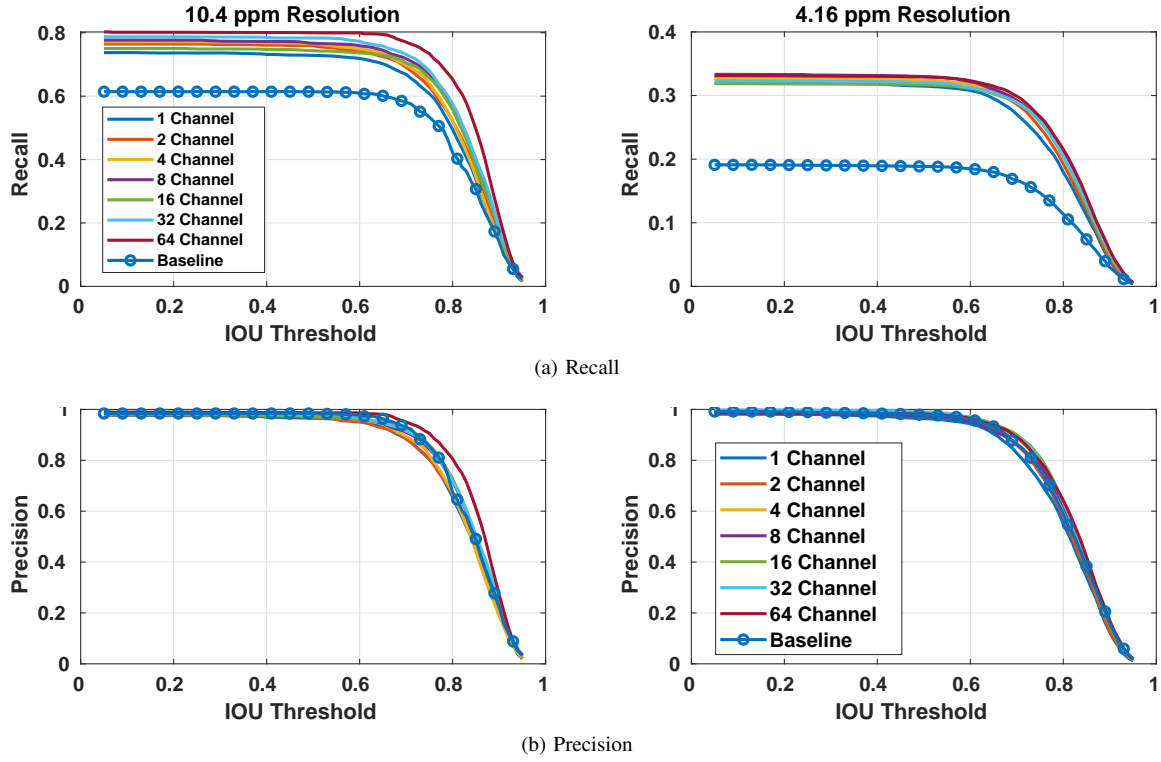 10.4 ppm Resolution
0.8
0.6
0.4
0.2
0
Recall
1 Channel
2 Channel
4 Channel
8 Channel
16 Channel
32 Channel
64 Channel
Baseline
0 0.2 0.4 0.6 0.8 1
IOU Threshold
4.16 ppm Resolution
0.4
0.3
0.2
0.1
0
Recall
0 0.2 0.4 0.6 0.8 1
IOU Threshold
(a) Recall
1
0.8
0.6
0.4
0.2
0
Precision
0 0.2 0.4 0.6 0.8 1
IOU Threshold
1
0.8
0.6
0.4
0.2
0
Precision
1 Channel
2 Channel
4 Channel
8 Channel
16 Channel
32 Channel
64 Channel
Baseline
0 0.2 0.4 0.6 0.8 1
IOU Threshold
(b) Precision